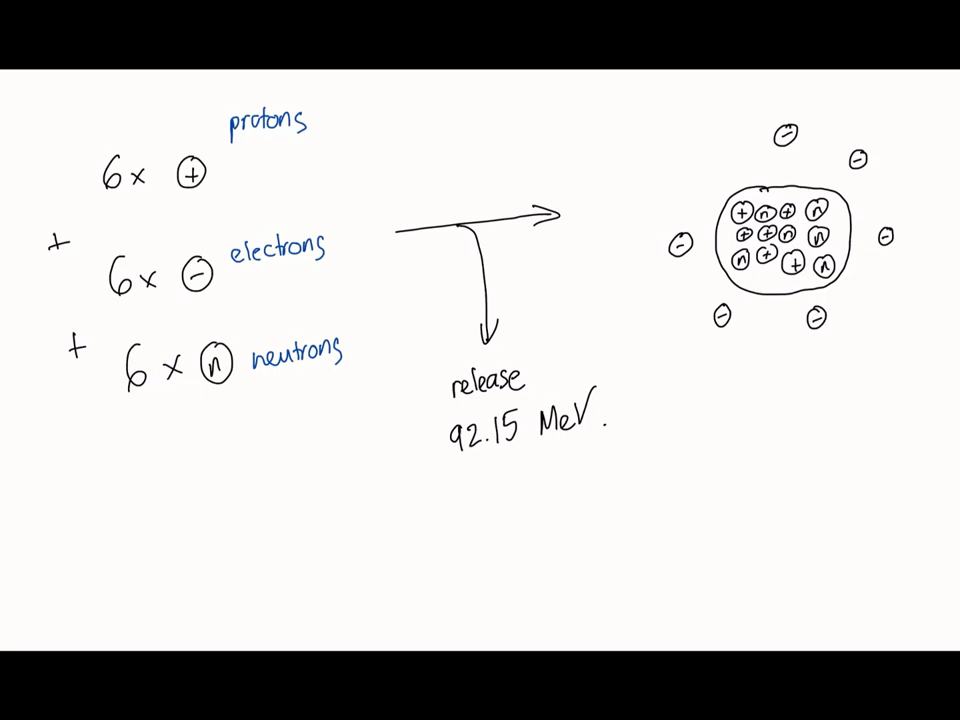 protons
6 x +
+
electrons
6 x -
+
6 x n neutrons
release
92.15 MeV.
- -
- + n + n -
+ + n n
n + + n
- -